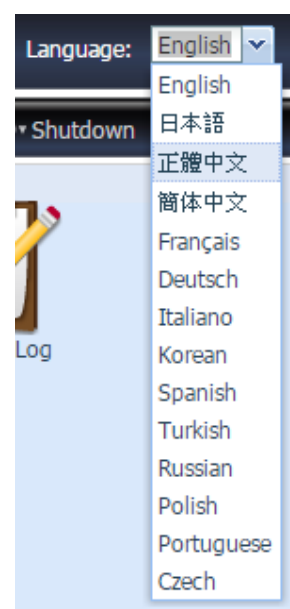 Language: English
English
Shutdown 日本語
正體中文
簡体中文
Français
Deutsch
Italiano
Log Korean
Spanish
Turkish
Russian
Polish
Portuguese
Czech